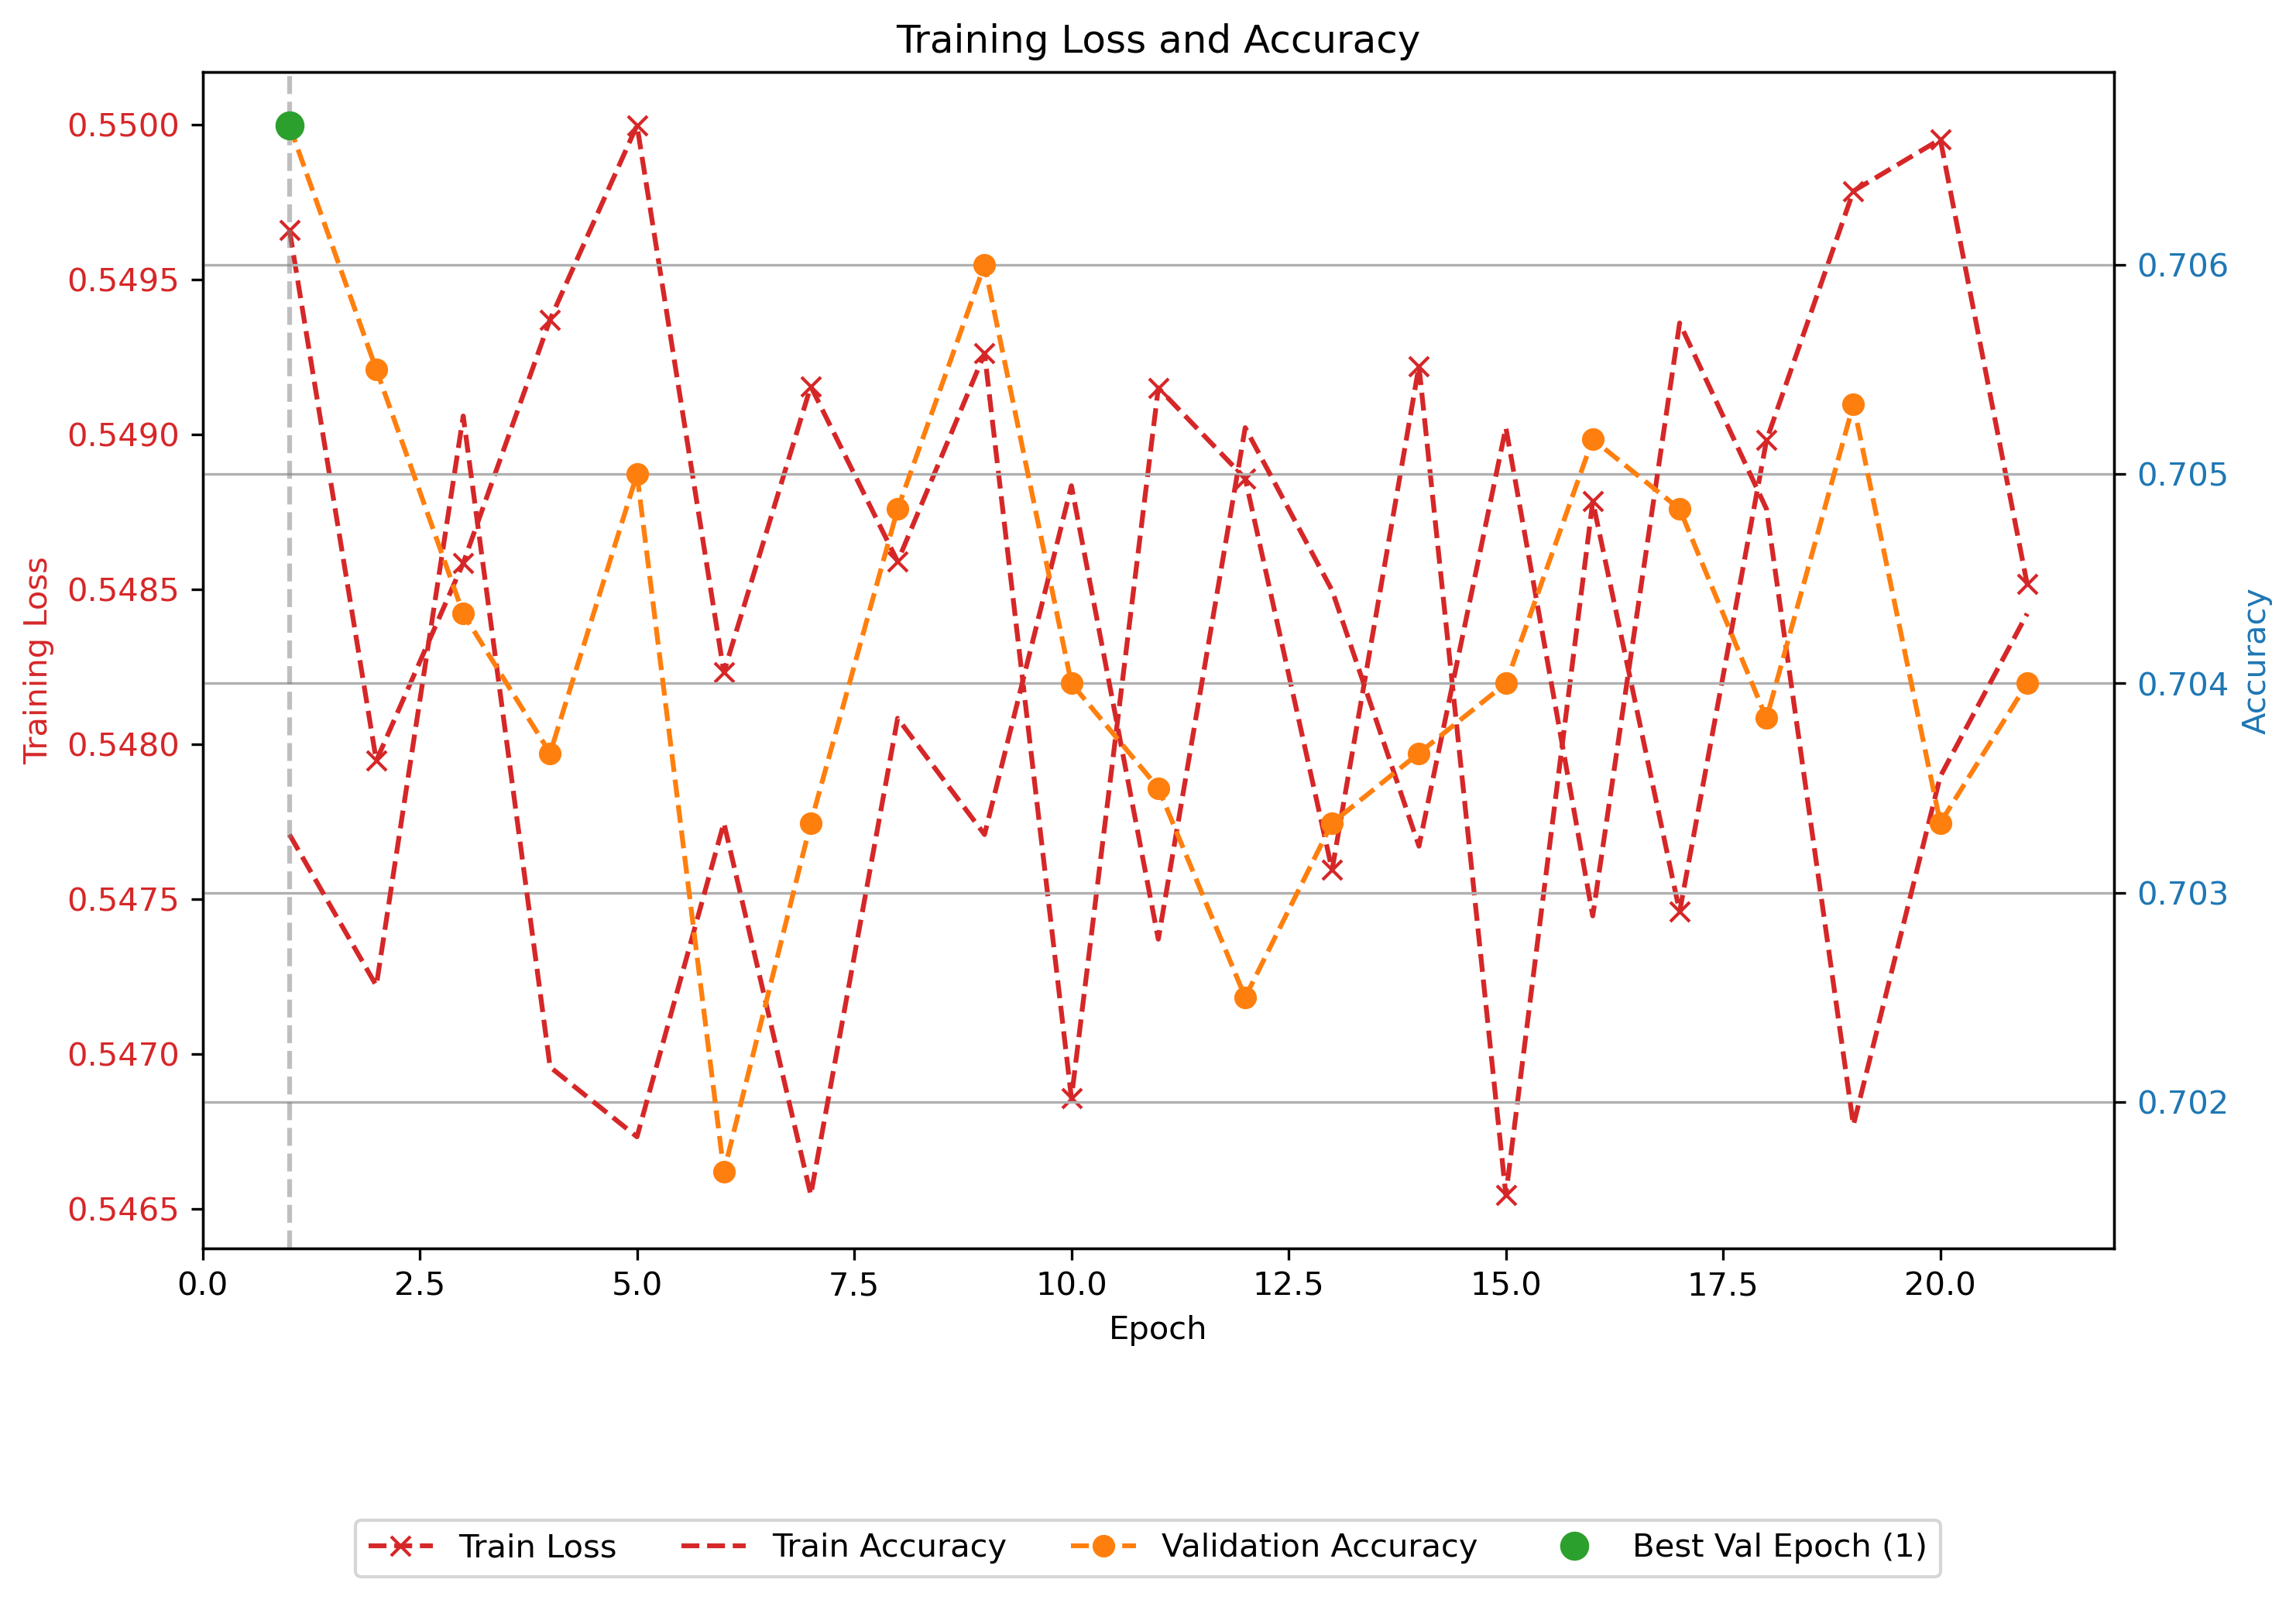 Training Loss and Accuracy
Training Loss
0.5500
0.5495
0.5490
0.5485
0.5480
0.5475
0.5470
0.5465
0.706
0.705
0.704
0.703
0.702
Accuracy
0.0 2.5 5.0 7.5 10.0 12.5 15.0 17.5 20.0
Epoch
Train Loss Train Accuracy Validation Accuracy Best Val Epoch (1)